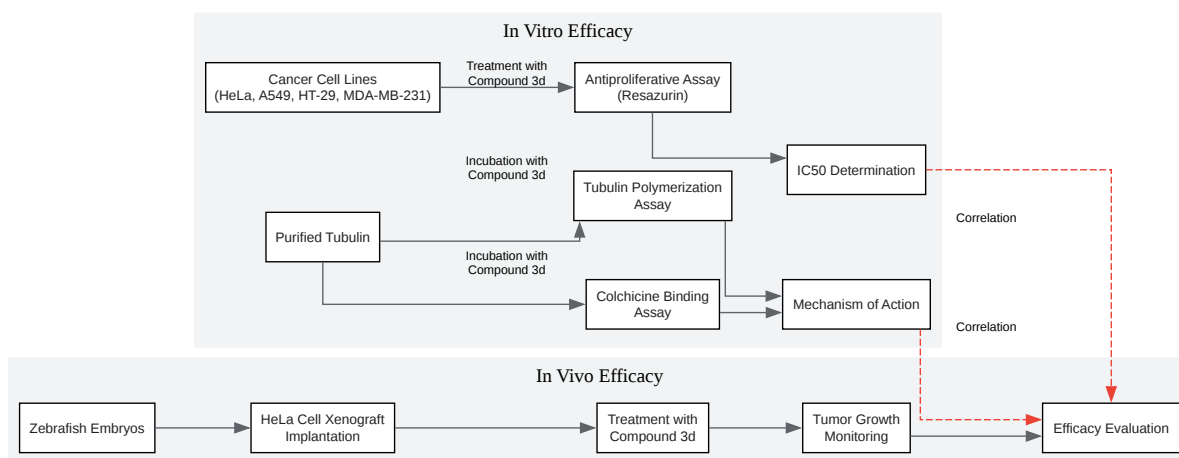 In Vitro Efficacy
Cancer Cell Lines
(HeLa, A549, HT-29, MDA-MB-231)
Treatment with
Compound 3d
Antiproliferative Assay
(Resazurin)
IC50 Determination
Incubation with
Compound 3d
Tubulin Polymerization
Assay
Correlation
Purified Tubulin
Incubation with
Compound 3d
Colchicine Binding
Assay
Mechanism of Action
Correlation
In Vivo Efficacy
Zebrafish Embryos
HeLa Cell Xenograft
Implantation
Treatment with
Compound 3d
Tumor Growth
Monitoring
Efficacy Evaluation